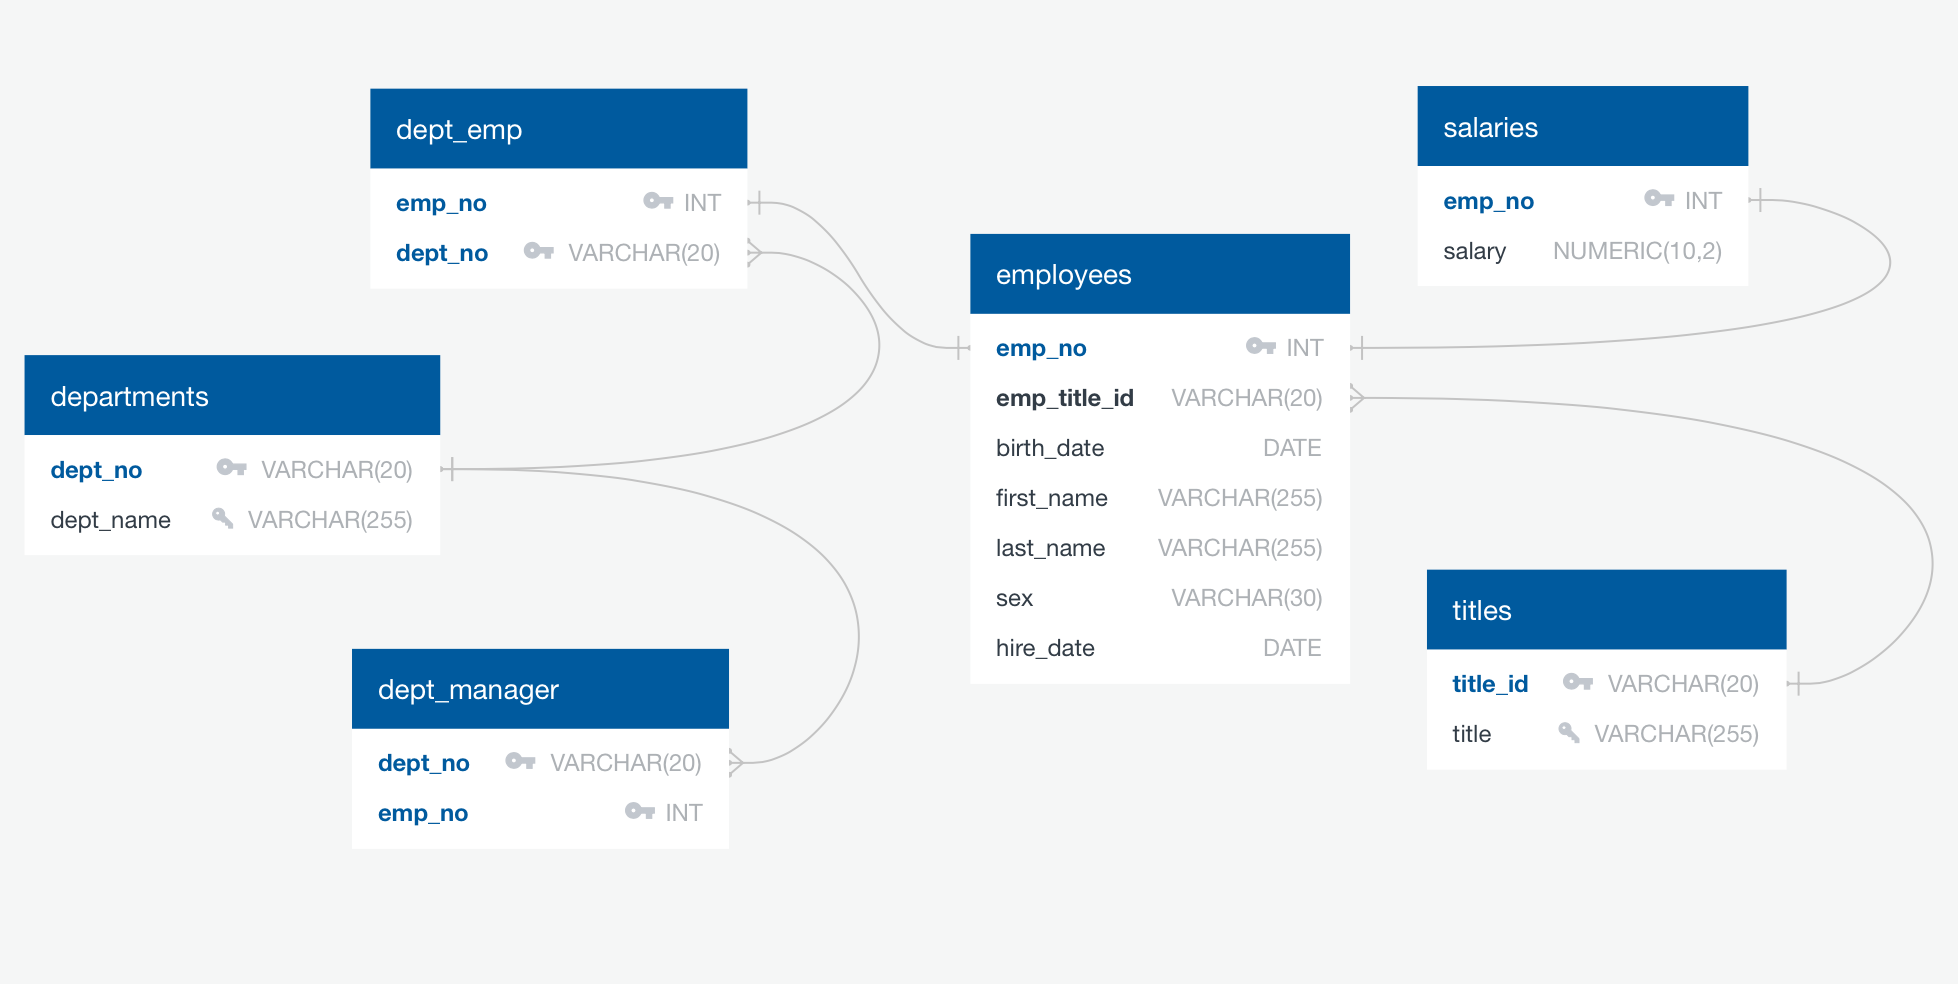 dept_emp
emp_no INT
dept_no VARCHAR(20)
departments
dept_no VARCHAR(20)
dept_name VARCHAR(255)
dept_manager
dept_no VARCHAR(20)
emp_no INT
employees
emp_no INT
emp_title_id VARCHAR(20)
birth_date DATE
first_name VARCHAR(255)
last_name VARCHAR(255)
sex VARCHAR(30)
hire_date DATE
salaries
emp_no INT
salary NUMERIC(10,2)
titles
title_id VARCHAR(20)
title VARCHAR(255)